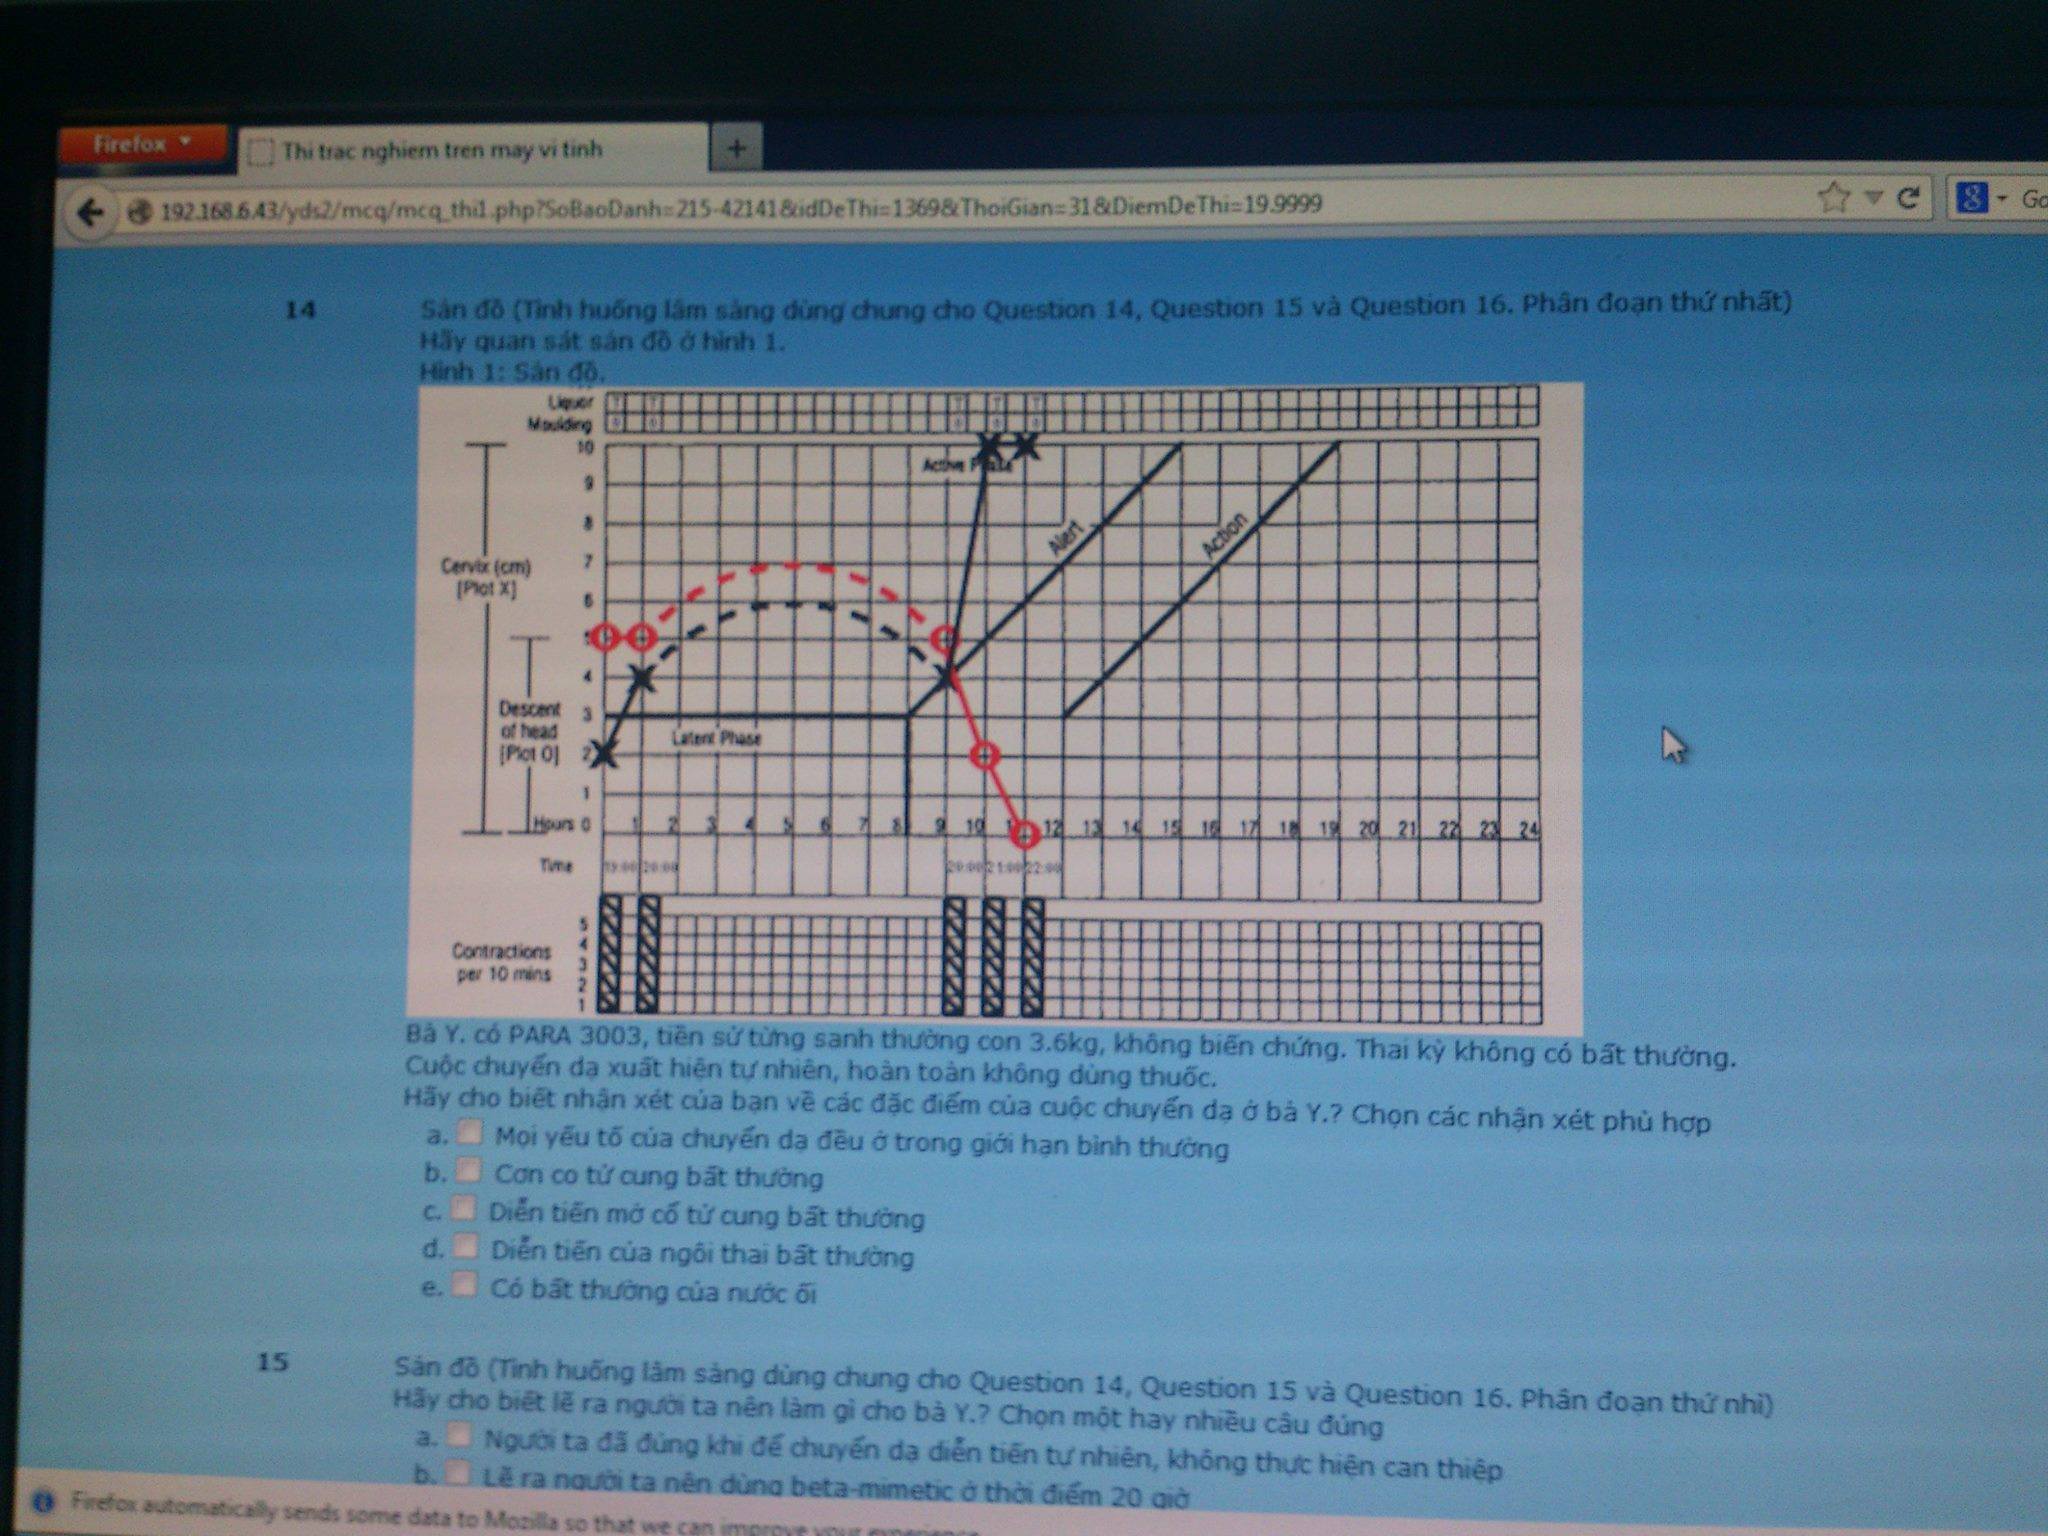 Firefox
Thi trac nghiem tren may vi tinh
+
192.168.6.43/yds2/mcq/mcq_thi1.php?SoBaoDanh=215-42141&idDeThi=1369&ThoiGian=31&DiemDeThi=19.9999
14
Sản đồ (Tình huống lâm sàng dùng chung cho Question 14, Question 15 và Question 16. Phân đoạn thứ nhất)
Hãy quan sát sản đồ ở hình 1.
Hình 1: Sản đồ.
Liquor
Moulding
10
9
8
7
6
5
4
3
2
1
Active Phase
Alert
Action
Latent Phase
Cervix (cm)
[Plot X]
Descent
of head
[Plot O]
Hours 0 1 2 3 4 5 6 7 8 9 10 12 13 14 15 16 17 18 19 20 21 22 23 24
Time 19:00 20:00 20:00 21:00 22:00
Contractions
per 10 mins
5
4
3
2
1
Bà Y. có PARA 3003, tiền sử từng sanh thường con 3.6kg, không biến chứng. Thai kỳ không có bất thường.
Cuộc chuyển dạ xuất hiện tự nhiên, hoàn toàn không dùng thuốc.
Hãy cho biết nhận xét của bạn về các đặc điểm của cuộc chuyển dạ ở bà Y.? Chọn các nhận xét phù hợp
a. Mọi yếu tố của chuyển dạ đều ở trong giới hạn bình thường
b. Cơn co tử cung bất thường
c. Diễn tiến mở cổ tử cung bất thường
d. Diễn tiến của ngôi thai bất thường
e. Có bất thường của nước ối
15
Sản đồ (Tình huống lâm sàng dùng chung cho Question 14, Question 15 và Question 16. Phân đoạn thứ nhì)
Hãy cho biết lẽ ra người ta nên làm gì cho bà Y.? Chọn một hay nhiều câu đúng
a. Người ta đã đúng khi để chuyển dạ diễn tiến tự nhiên, không thực hiện can thiệp
b. Lẽ ra người ta nên dùng beta-mimetic ở thời điểm 20 giờ
Firefox automatically sends some data to Mozilla so that we can improve your experience